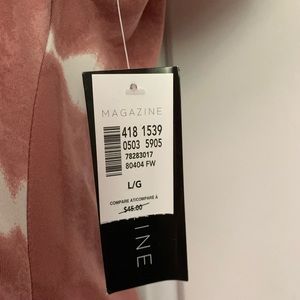 MAGAZINE
418 1539
0503 5905
78283017
80404 FW
L/G
COMPARE AT/COMPARE A
$45.00
INE